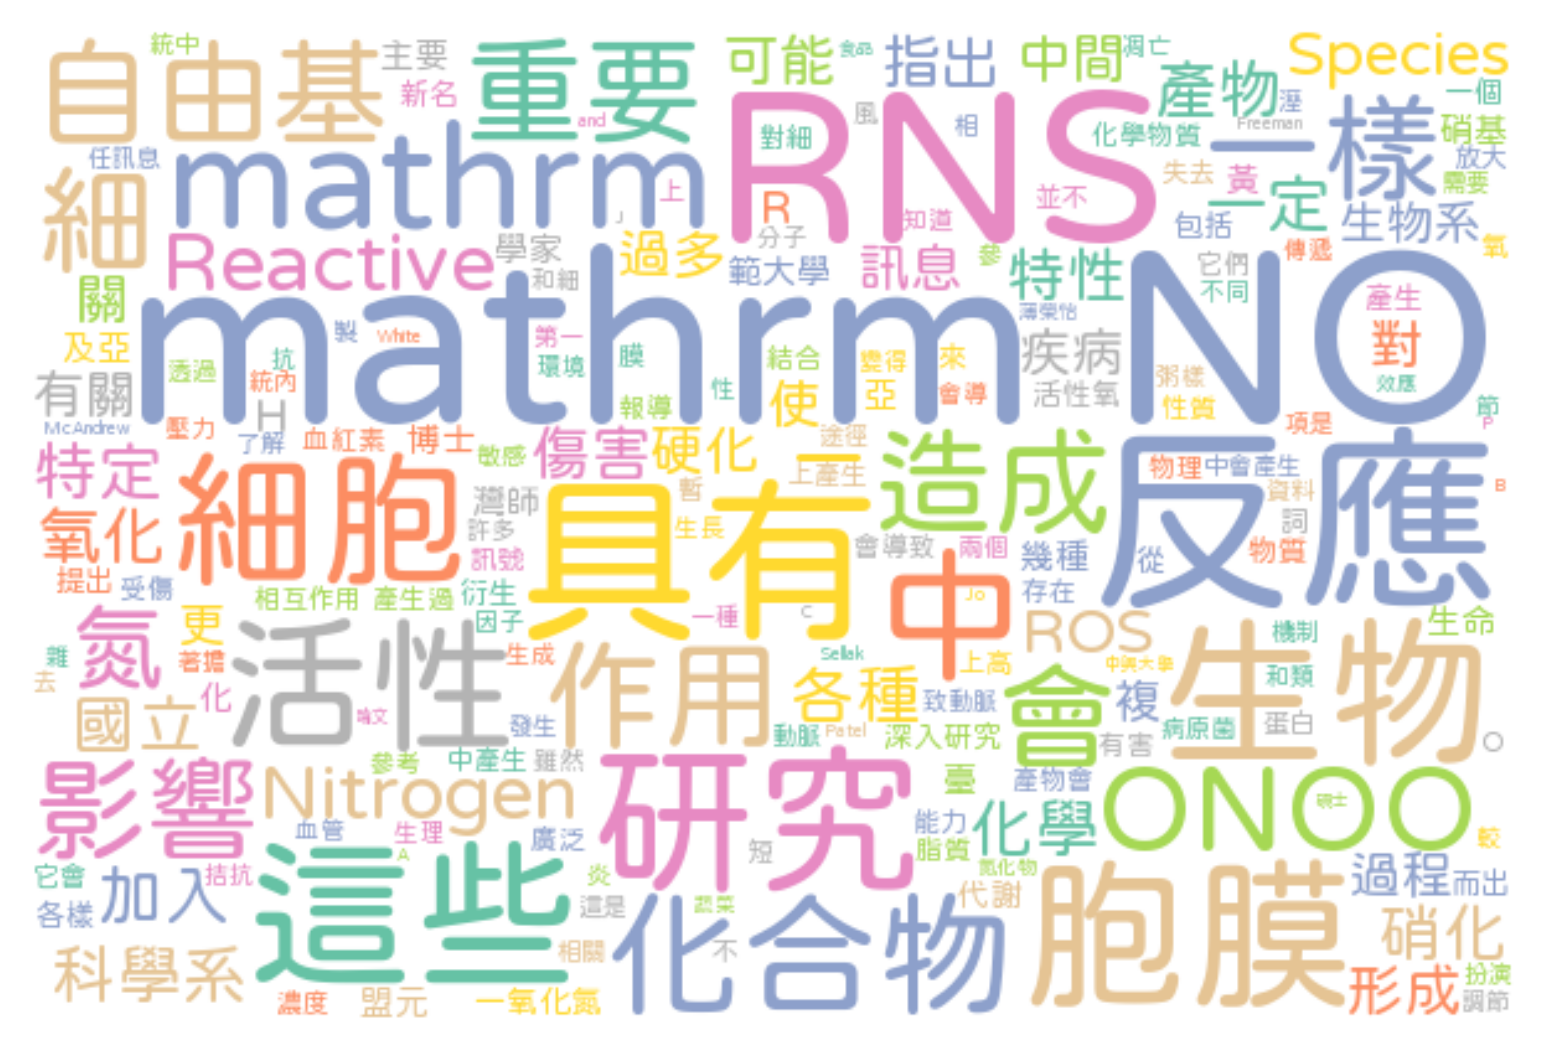 統中
自由基
主要
新名
重要
and
可能
食品
指出
中間
凋亡
Species
產物
溼
一個
Freeman
硝基
放大
任訊息
mathrm
上
J
RNS
對細
風
相
化學物質
一樣
失去
黃
需要
細
R
分子
知道
並不
一定
包括
生物系
傳遞
氧
Reactive
學家
和細
過多
範大學
訊息
參
特性
它們
不同
產生
關
及亞
製
mathrm
NO
White
第一
環境
膜
結合
變得
來
薄榮怡
疾病
對
效應
有關
透過
抗
統內
H
報導
性
使
亞
會導
活性氧
粥樣
性質
節
P
McAndrew
壓力
了解
血紅素
博士
敏感
傷害
硬化
二
途徑
上產生
造成
項是
反應
特定
細胞
灣師
許多
暫
生長
物理
中會產生
資料
B
詞
氧化
訊號
具有
會導致
兩個
幾種
從
物質
提出
受傷
相互作用
產生過
衍生
因子
一種
C
中
Jo
存在
氮
更
著擔
雜
去
活性
生成
作用
Sellak
上高
ROS
中興大學
機制
生命
和類
生物
國立
化
論文
發生
各種
致動脈
會
複
病原菌
蛋白
動脈
Patel
深入研究
有害
O
影響
參考
中產生
雖然
研究
臺
產物會
Nitrogen
血管
生理
廣泛
能力
化學
ONOO
碩士
較
A
短
脂質
氮化物
它會
各樣
加入
拮抗
這些
炎
這是
蔬菜
代謝
過程
而出
化合物
胞膜
硝化
科學系
相關
不
濃度
盟元
一氧化氮
形成
扮演
調節